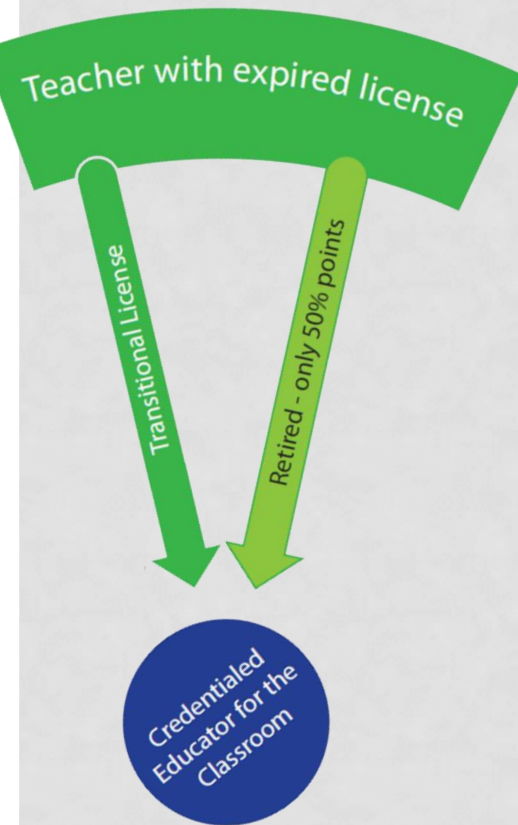 Teacher with expired license
Transitional License
Retired - only 50% points
Credentialed
Educator for the
Classroom